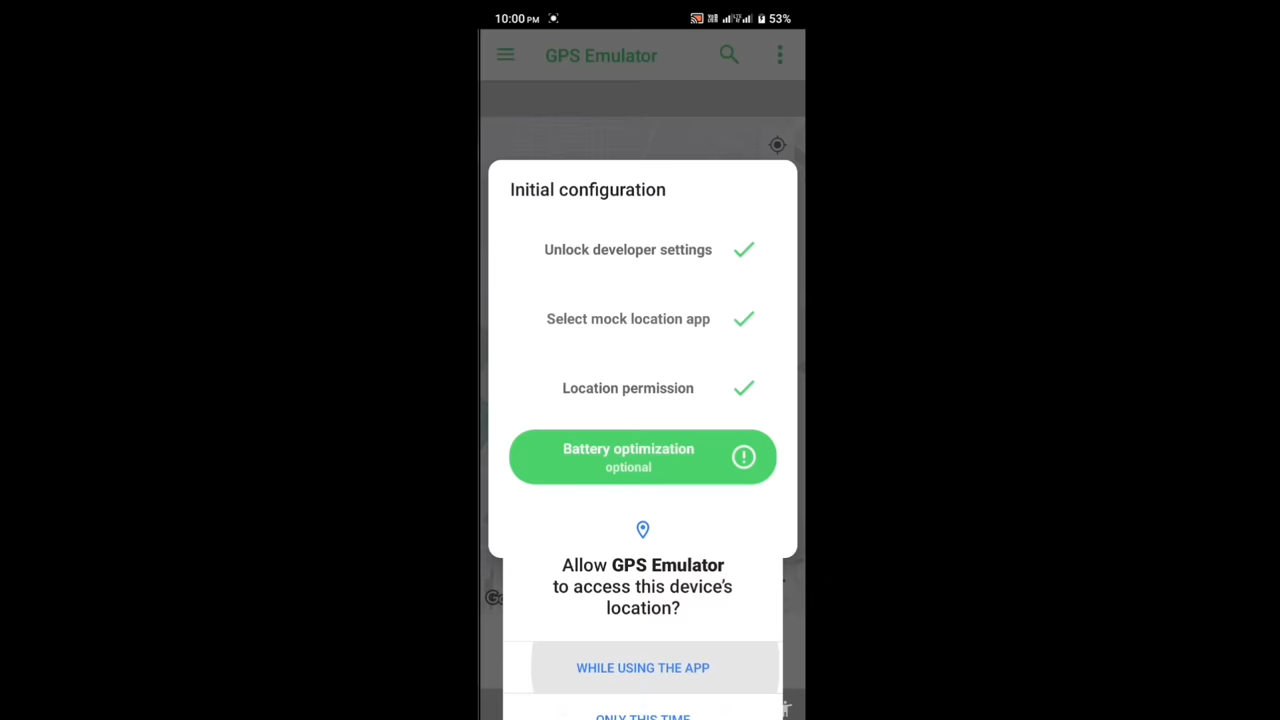 10:00 PM
53%
GPS Emulator
Initial configuration
Unlock developer settings
Select mock location app
Location permission
Battery optimization
optional
Allow GPS Emulator
to access this device's
location?
WHILE USING THE APP
ONLY THIS TIME